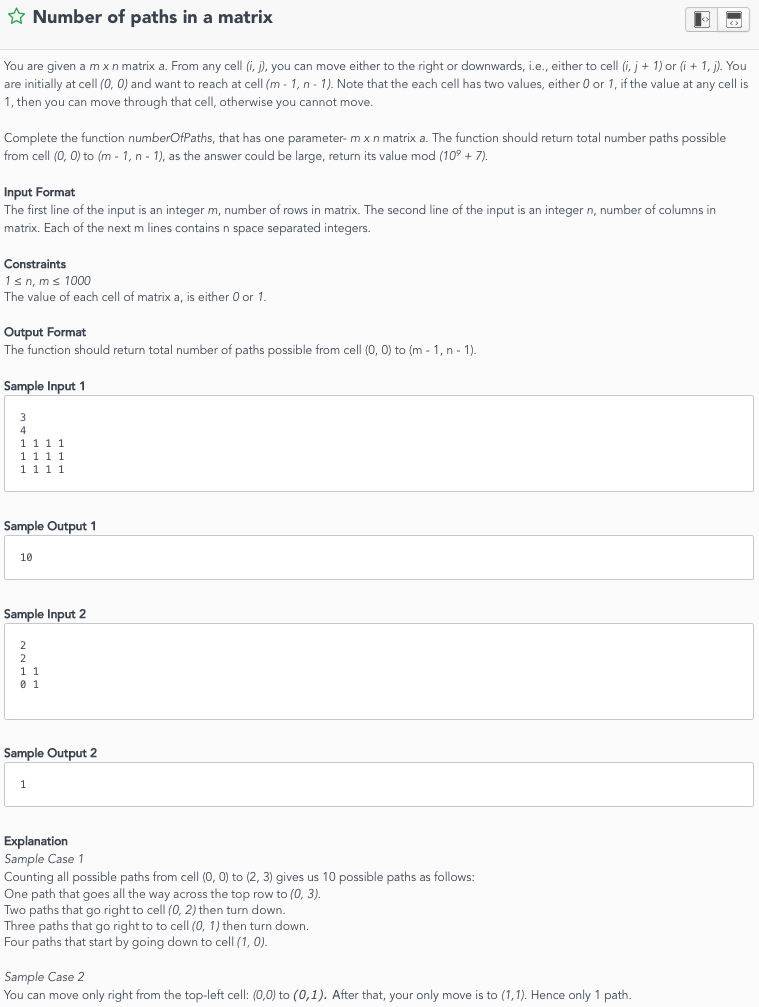 Number of paths in a matrix
You are given a m x n matrix a. From any cell (i, j), you can move either to the right or downwards, i.e., either to cell (i, j + 1) or (i + 1, j). You
are initially at cell (0, 0) and want to reach at cell (m - 1, n - 1). Note that the each cell has two values, either 0 or 1, if the value at any cell is
1, then you can move through that cell, otherwise you cannot move.
Complete the function numberOfPaths, that has one parameter- m x n matrix a. The function should return total number paths possible
from cell (0, 0) to (m - 1, n - 1), as the answer could be large, return its value mod (10⁹ + 7).
Input Format
The first line of the input is an integer m, number of rows in matrix. The second line of the input is an integer n, number of columns in
matrix. Each of the next m lines contains n space separated integers.
Constraints
1 ≤ n, m ≤ 1000
The value of each cell of matrix a, is either 0 or 1.
Output Format
The function should return total number of paths possible from cell (0, 0) to (m - 1, n - 1).
Sample Input 1
3
4
1 1 1 1
1 1 1 1
1 1 1 1
Sample Output 1
10
Sample Input 2
2
2
1 1
0 1
Sample Output 2
1
Explanation
Sample Case 1
Counting all possible paths from cell (0, 0) to (2, 3) gives us 10 possible paths as follows:
One path that goes all the way across the top row to (0, 3).
Two paths that go right to cell (0, 2) then turn down.
Three paths that go right to to cell (0, 1) then turn down.
Four paths that start by going down to cell (1, 0).
Sample Case 2
You can move only right from the top-left cell: (0,0) to (0,1). After that, your only move is to (1,1). Hence only 1 path.